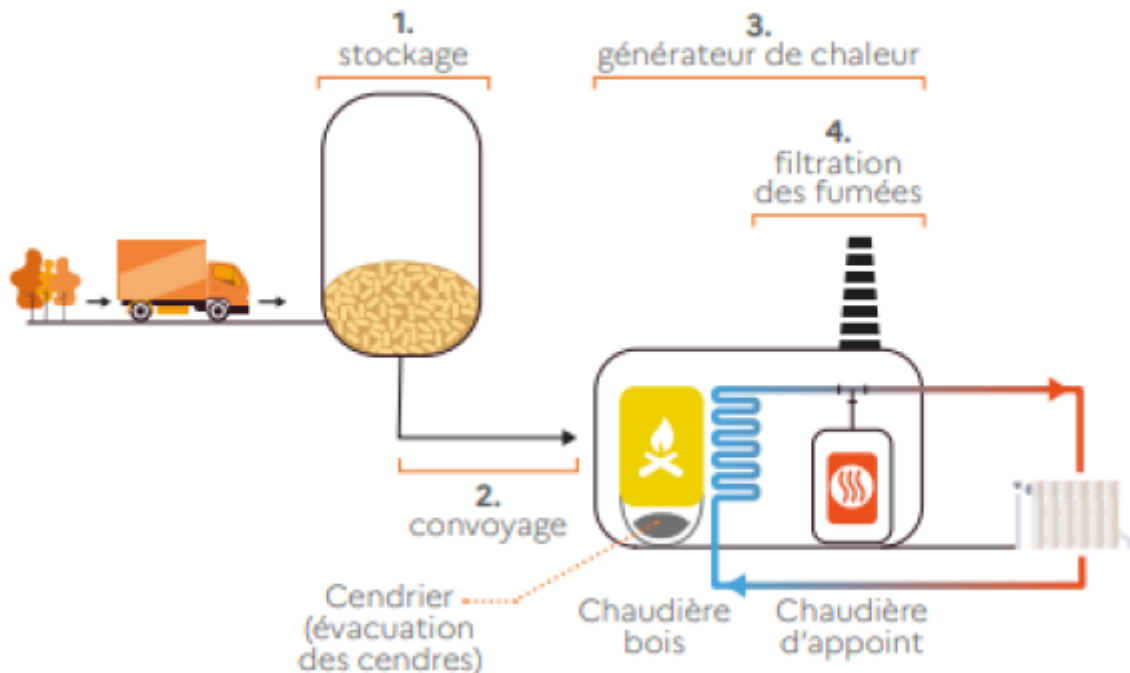 1.
stockage
3.
générateur de chaleur
4.
filtration
des fumées
2.
convoyage
Cendrier
(évacuation
des cendres)
Chaudière
bois
Chaudière
d'appoint